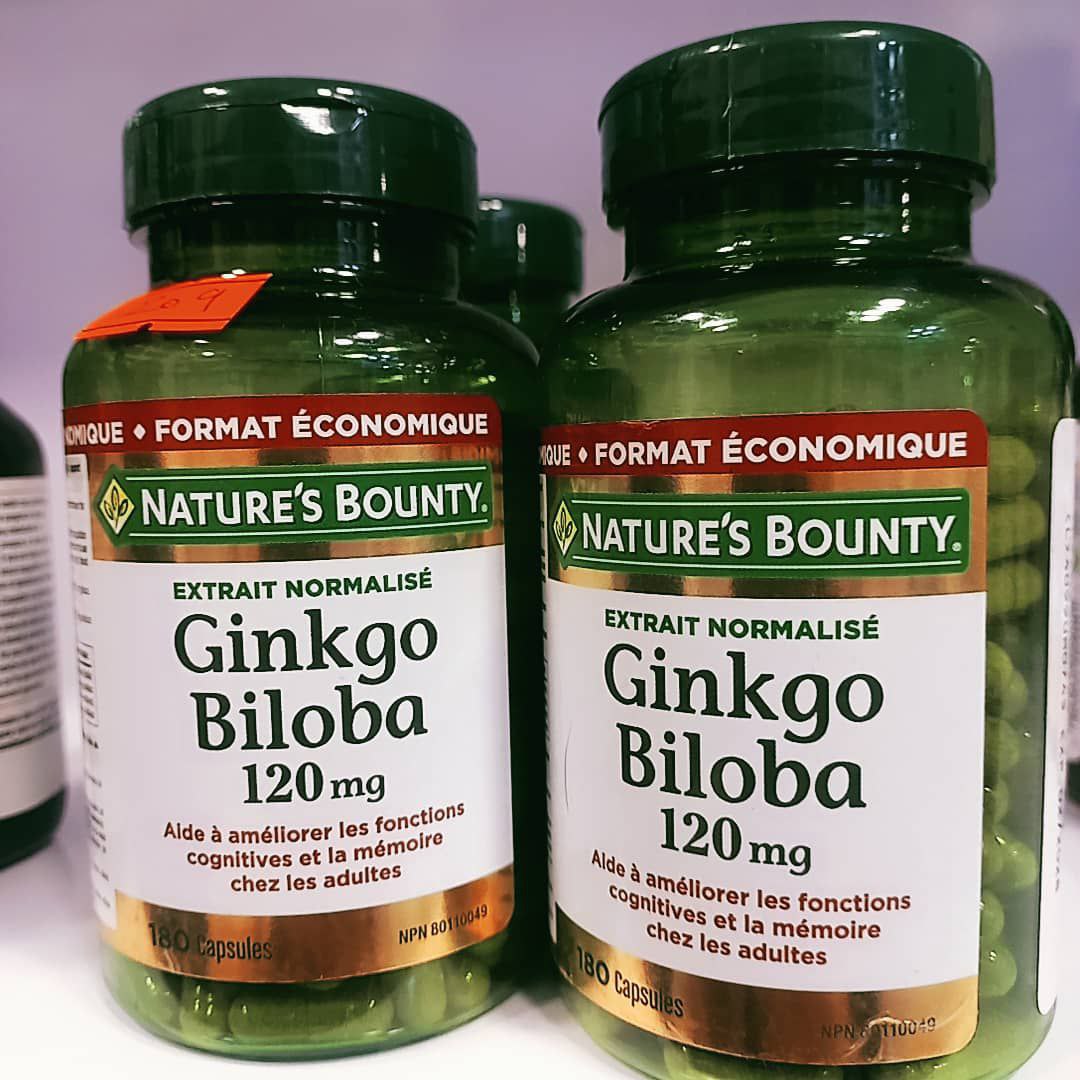 FORMAT ÉCONOMIQUE
NATURE'S BOUNTY®
EXTRAIT NORMALISÉ
Ginkgo
Biloba
120 mg
Aide à améliorer les fonctions
cognitives et la mémoire
chez les adultes
180 Capsules
NPN 80110049
FORMAT ÉCONOMIQUE
NATURE'S BOUNTY®
EXTRAIT NORMALISÉ
Ginkgo
Biloba
120 mg
Aide à améliorer les fonctions
cognitives et la mémoire
chez les adultes
180 Capsules
NPN 80110049